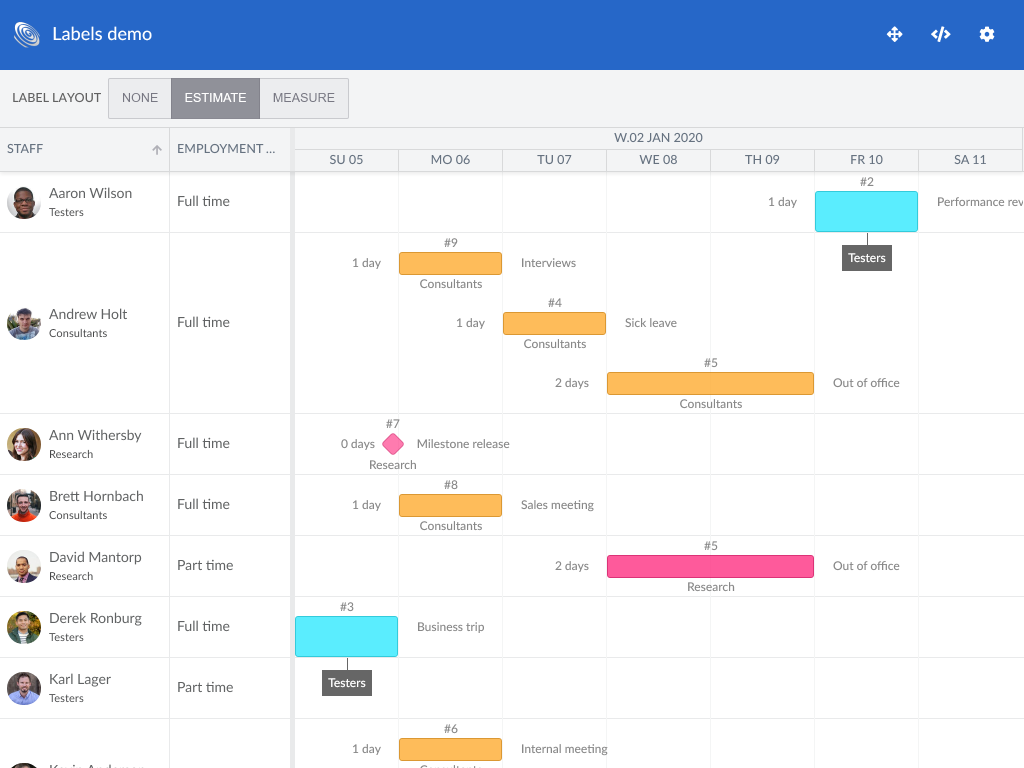 Labels demo
LABEL LAYOUT NONE ESTIMATE MEASURE
STAFF EMPLOYMENT ... W.02 JAN 2020
SU 05 MO 06 TU 07 WE 08 TH 09 FR 10 SA 11
#2
Aaron Wilson
Testers
Full time
1 day
Performance rev
Testers
#9
1 day
Interviews
Consultants
#4
Andrew Holt
Consultants
Full time
1 day
Sick leave
Consultants
#5
2 days
Out of office
Consultants
#7
Ann Withersby
Research
Full time
0 days
Milestone release
Research
#8
Brett Hornbach
Consultants
Full time
1 day
Sales meeting
Consultants
#5
David Mantorp
Research
Part time
2 days
Out of office
Research
#3
Derek Ronburg
Testers
Full time
Business trip
Testers
Karl Lager
Testers
Part time
#6
1 day
Internal meeting